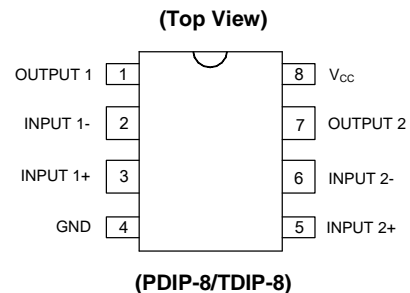 (Top View)
OUTPUT 1 1 8 VCC
INPUT 1- 2 7 OUTPUT 2
INPUT 1+ 3 6 INPUT 2-
GND 4 5 INPUT 2+
(PDIP-8/TDIP-8)